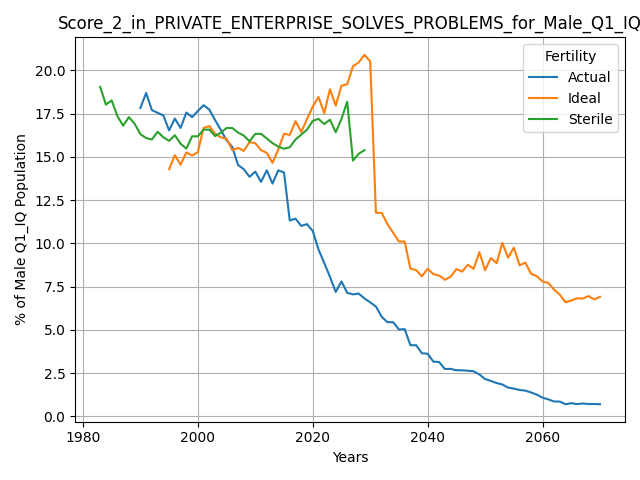 Score_2_in_PRIVATE_ENTERPRISE_SOLVES_PROBLEMS_for_Male_Q1_IQ
Fertility
Actual
Ideal
Sterile
% of Male Q1_IQ Population
20.0
17.5
15.0
12.5
10.0
7.5
5.0
2.5
0.0
1980
2000
2020
2040
2060
Years